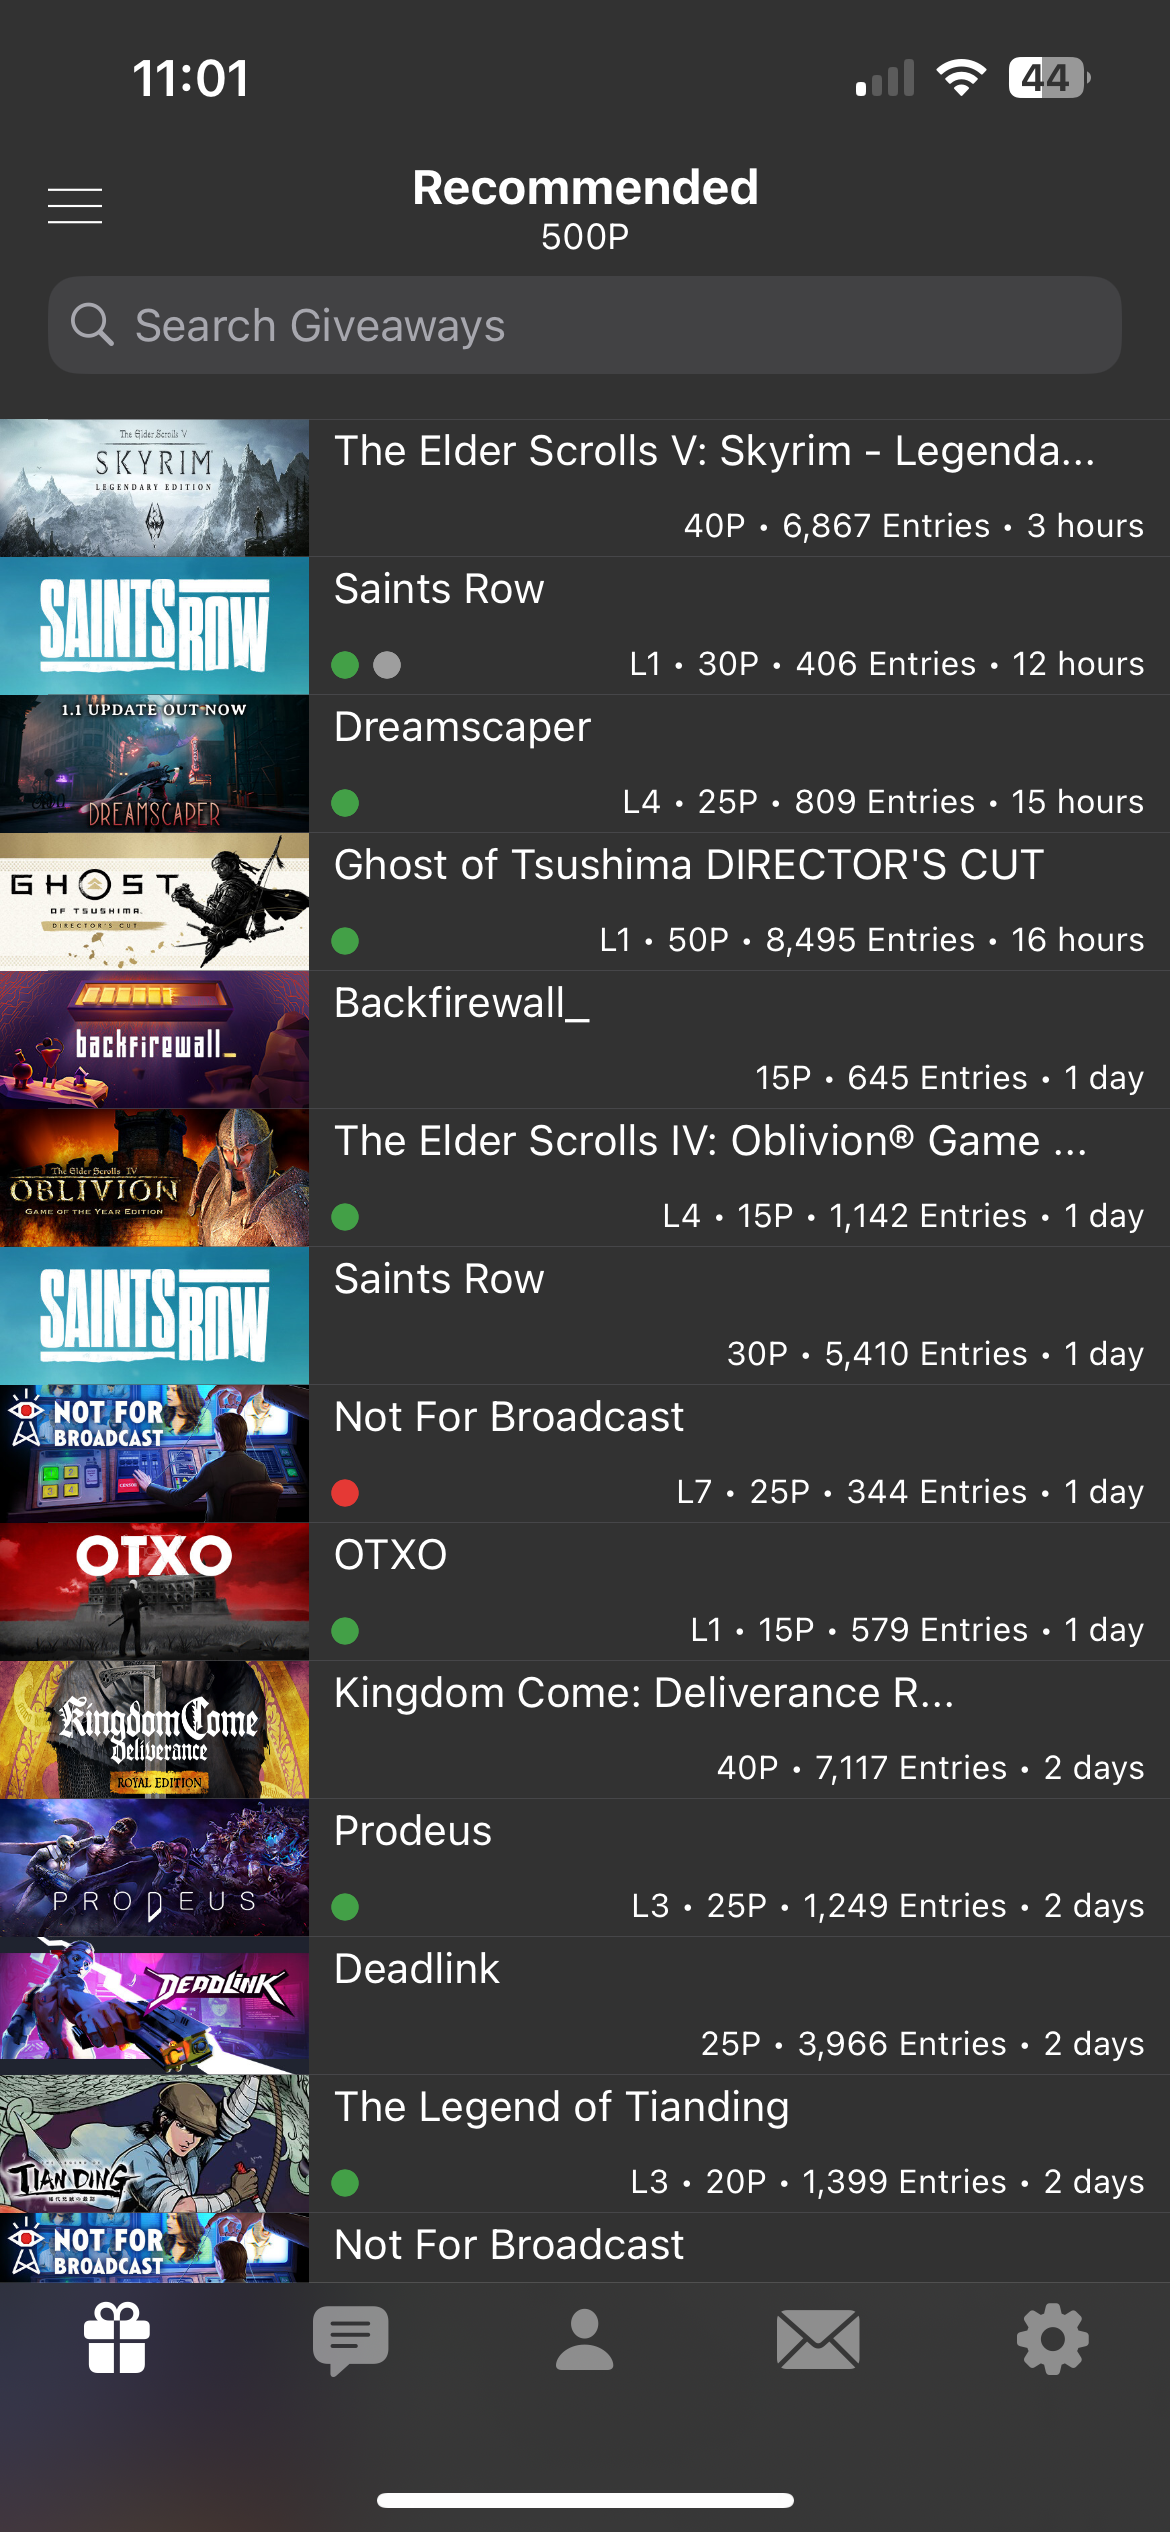 11:01
44
Recommended
500P
Search Giveaways
The Elder Scrolls V
SKYRIM
LEGENDARY EDITION
The Elder Scrolls V: Skyrim - Legenda...
40P • 6,867 Entries • 3 hours
SAINTS ROW
Saints Row
L1 • 30P • 406 Entries • 12 hours
1.1 UPDATE OUT NOW
DREAMSCAPER
Dreamscaper
L4 • 25P • 809 Entries • 15 hours
GHOST
OF TSUSHIMA
DIRECTOR'S CUT
Ghost of Tsushima DIRECTOR'S CUT
L1 • 50P • 8,495 Entries • 16 hours
backfirewall_
Backfirewall_
15P • 645 Entries • 1 day
The Elder Scrolls IV
OBLIVION
GAME OF THE YEAR EDITION
The Elder Scrolls IV: Oblivion® Game ...
L4 • 15P • 1,142 Entries • 1 day
SAINTS ROW
Saints Row
30P • 5,410 Entries • 1 day
NOT FOR
BROADCAST
Not For Broadcast
L7 • 25P • 344 Entries • 1 day
OTXO
OTXO
L1 • 15P • 579 Entries • 1 day
Kingdom Come
Deliverance
ROYAL EDITION
Kingdom Come: Deliverance R...
40P • 7,117 Entries • 2 days
PRODEUS
Prodeus
L3 • 25P • 1,249 Entries • 2 days
DEADLINK
Deadlink
25P • 3,966 Entries • 2 days
TIANDING
The Legend of Tianding
L3 • 20P • 1,399 Entries • 2 days
NOT FOR
BROADCAST
Not For Broadcast